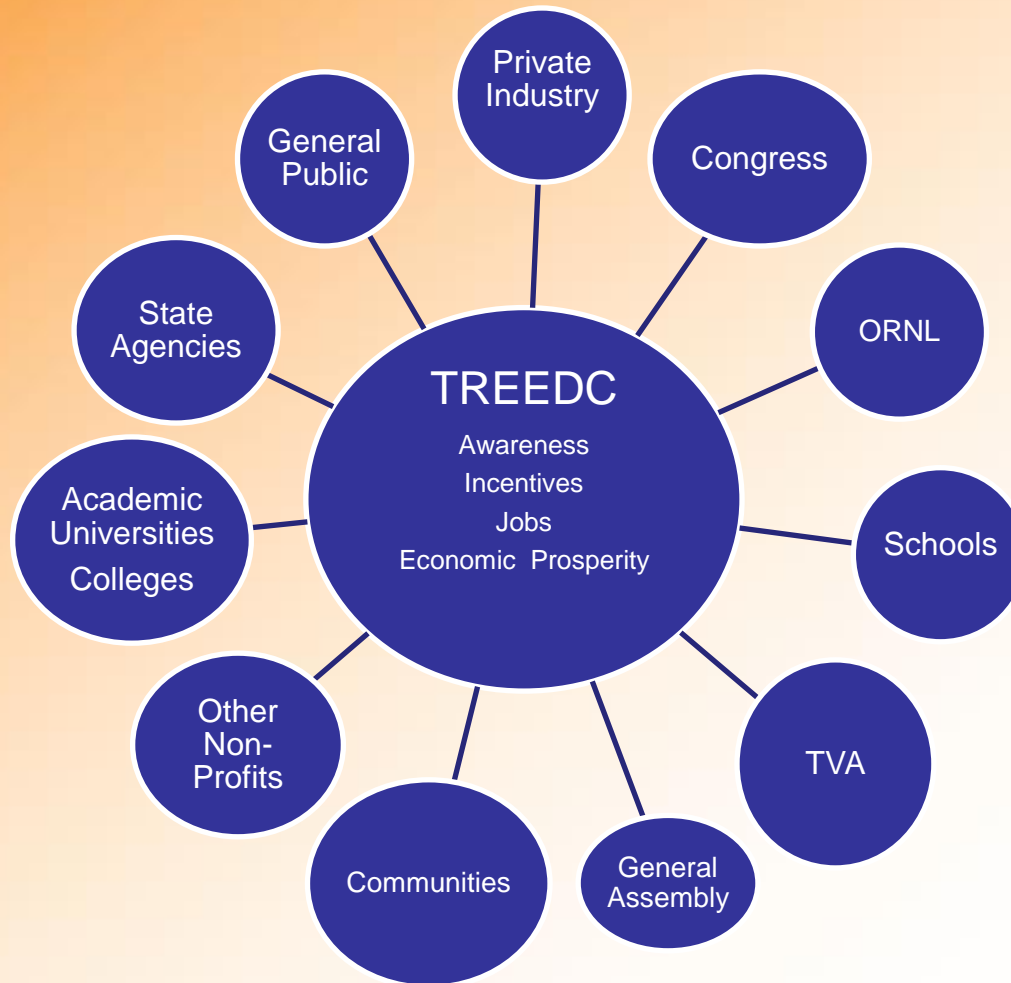 Private
Industry
General
Public
Congress
State
Agencies
ORNL
TREEDC
Awareness
Incentives
Jobs
Economic Prosperity
Academic
Universities
Colleges
Schools
Other
Non-
Profits
TVA
Communities
General
Assembly